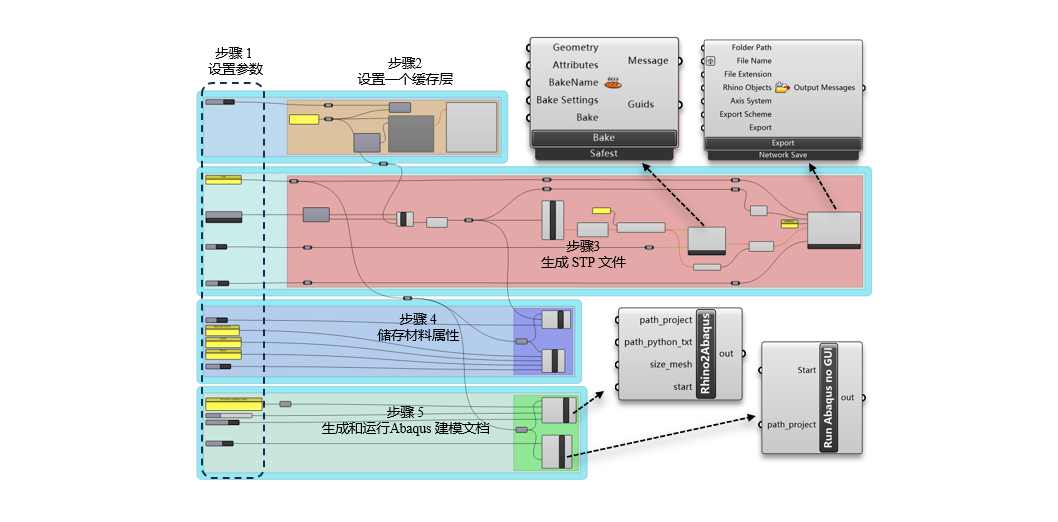 步骤 1
设置参数
步骤2
设置一个缓存层
Geometry
Attributes
BakeName
Bake Settings
Bake
Message
Guids
Bake
Safest
Folder Path
File Name
File Extension
Rhino Objects
Axis System
Export Scheme
Export
Output Messages
Export
Network Save
步骤3
生成 STP 文件
步骤 4
储存材料属性
步骤 5
生成和运行Abaqus 建模文档
path_project
path_python_txt
size_mesh
start
Rhino2Abaqus
out
Start
path_project
Run Abaqus no GUI
out